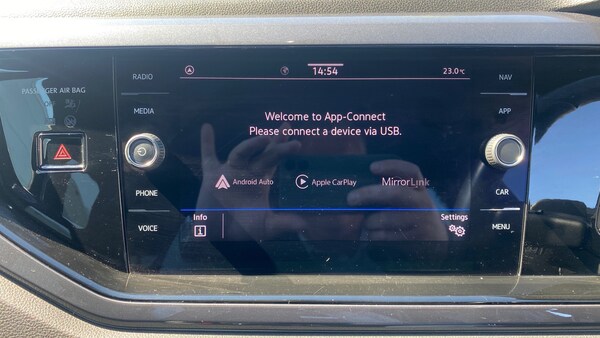 PASSENGER AIR BAG
OFF
RADIO
MEDIA
PHONE
VOICE
14:54
23.0°C
Welcome to App-Connect
Please connect a device via USB.
Android Auto
Apple CarPlay
MirrorLink
Info
Settings
NAV
APP
CAR
MENU